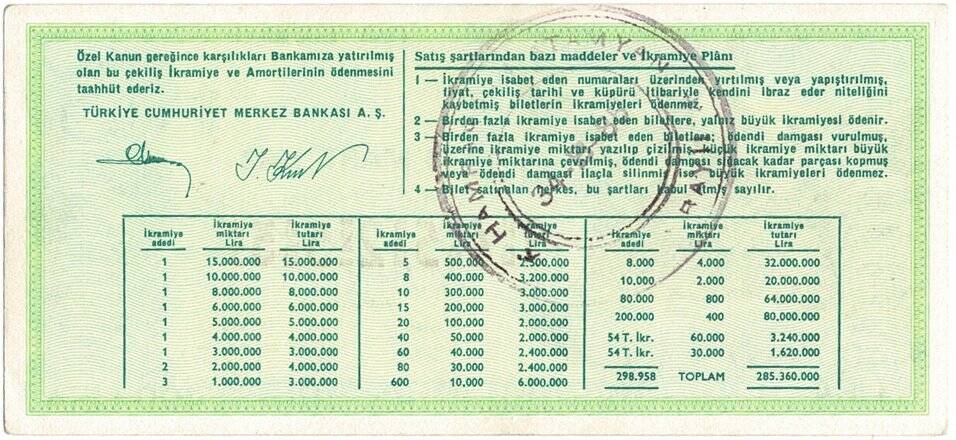 Özel Kanun gereğince karşılıkları Bankamıza yatırılmış
olan bu çekiliş İkramiye ve Amortilerinin ödenmesini
taahhüt ederiz.
TÜRKİYE CUMHURİYET MERKEZ BANKASI A. Ş.
Satış şartlarından bazı maddeler ve İkramiye Plânı
1 — İkramiye isabet eden numaraları üzerinden yırtılmış veya yapıştırılmış,
fiyat, çekiliş tarihi ve küpürü itibariyle kendini ibraz eder niteliğini
kaybetmiş biletlerin ikramiyeleri ödenmez.
2 — Birden fazla ikramiye isabet eden biletlere, yalnız büyük ikramiyesi ödenir.
3 — Birden fazla ikramiye isabet eden biletlere; ödendi damgası vurulmuş,
üzerine ikramiye miktarı yazılıp çizilmiş, küçük ikramiye miktarı büyük
ikramiye miktarına çevrilmiş, ödendi damgası sığacak kadar parçası kopmuş
veya ödendi damgası ilaçla silinmiş ise, büyük ikramiyeleri ödenmez.
4 — Bilet satınalan herkes, bu şartları kabul etmiş sayılır.
İkramiye adedi İkramiye miktarı Lira İkramiye tutarı Lira
1 15.000.000 15.000.000
1 10.000.000 10.000.000
1 8.000.000 8.000.000
1 6.000.000 6.000.000
1 5.000.000 5.000.000
1 4.000.000 4.000.000
1 3.000.000 3.000.000
2 2.000.000 4.000.000
3 1,000.000 3.000.000
İkramiye adedi İkramiye miktarı Lira İkramiye tutarı Lira
500.000 2.500.000
8 400.000 3.200.000
10 300.000 3.000.000
15 200,000 3.000.000
20 100.000 2.000.000
40 50.000 2.000.000
60 40.000 2.400.000
80 30.000 2.400.000
600 10,000 6.000.000
İkramiye adedi İkramiye miktarı Lira İkramiye tutarı Lira
8.000 4.000 32.000.000
10.000 2.000 20.000.000
80.000 800 64.000.000
200.000 400 80.000.000
54 T. İkr. 60.000 3.240.000
54 T. İkr. 30.000 1.620.000
298.958 TOPLAM 285.360.000